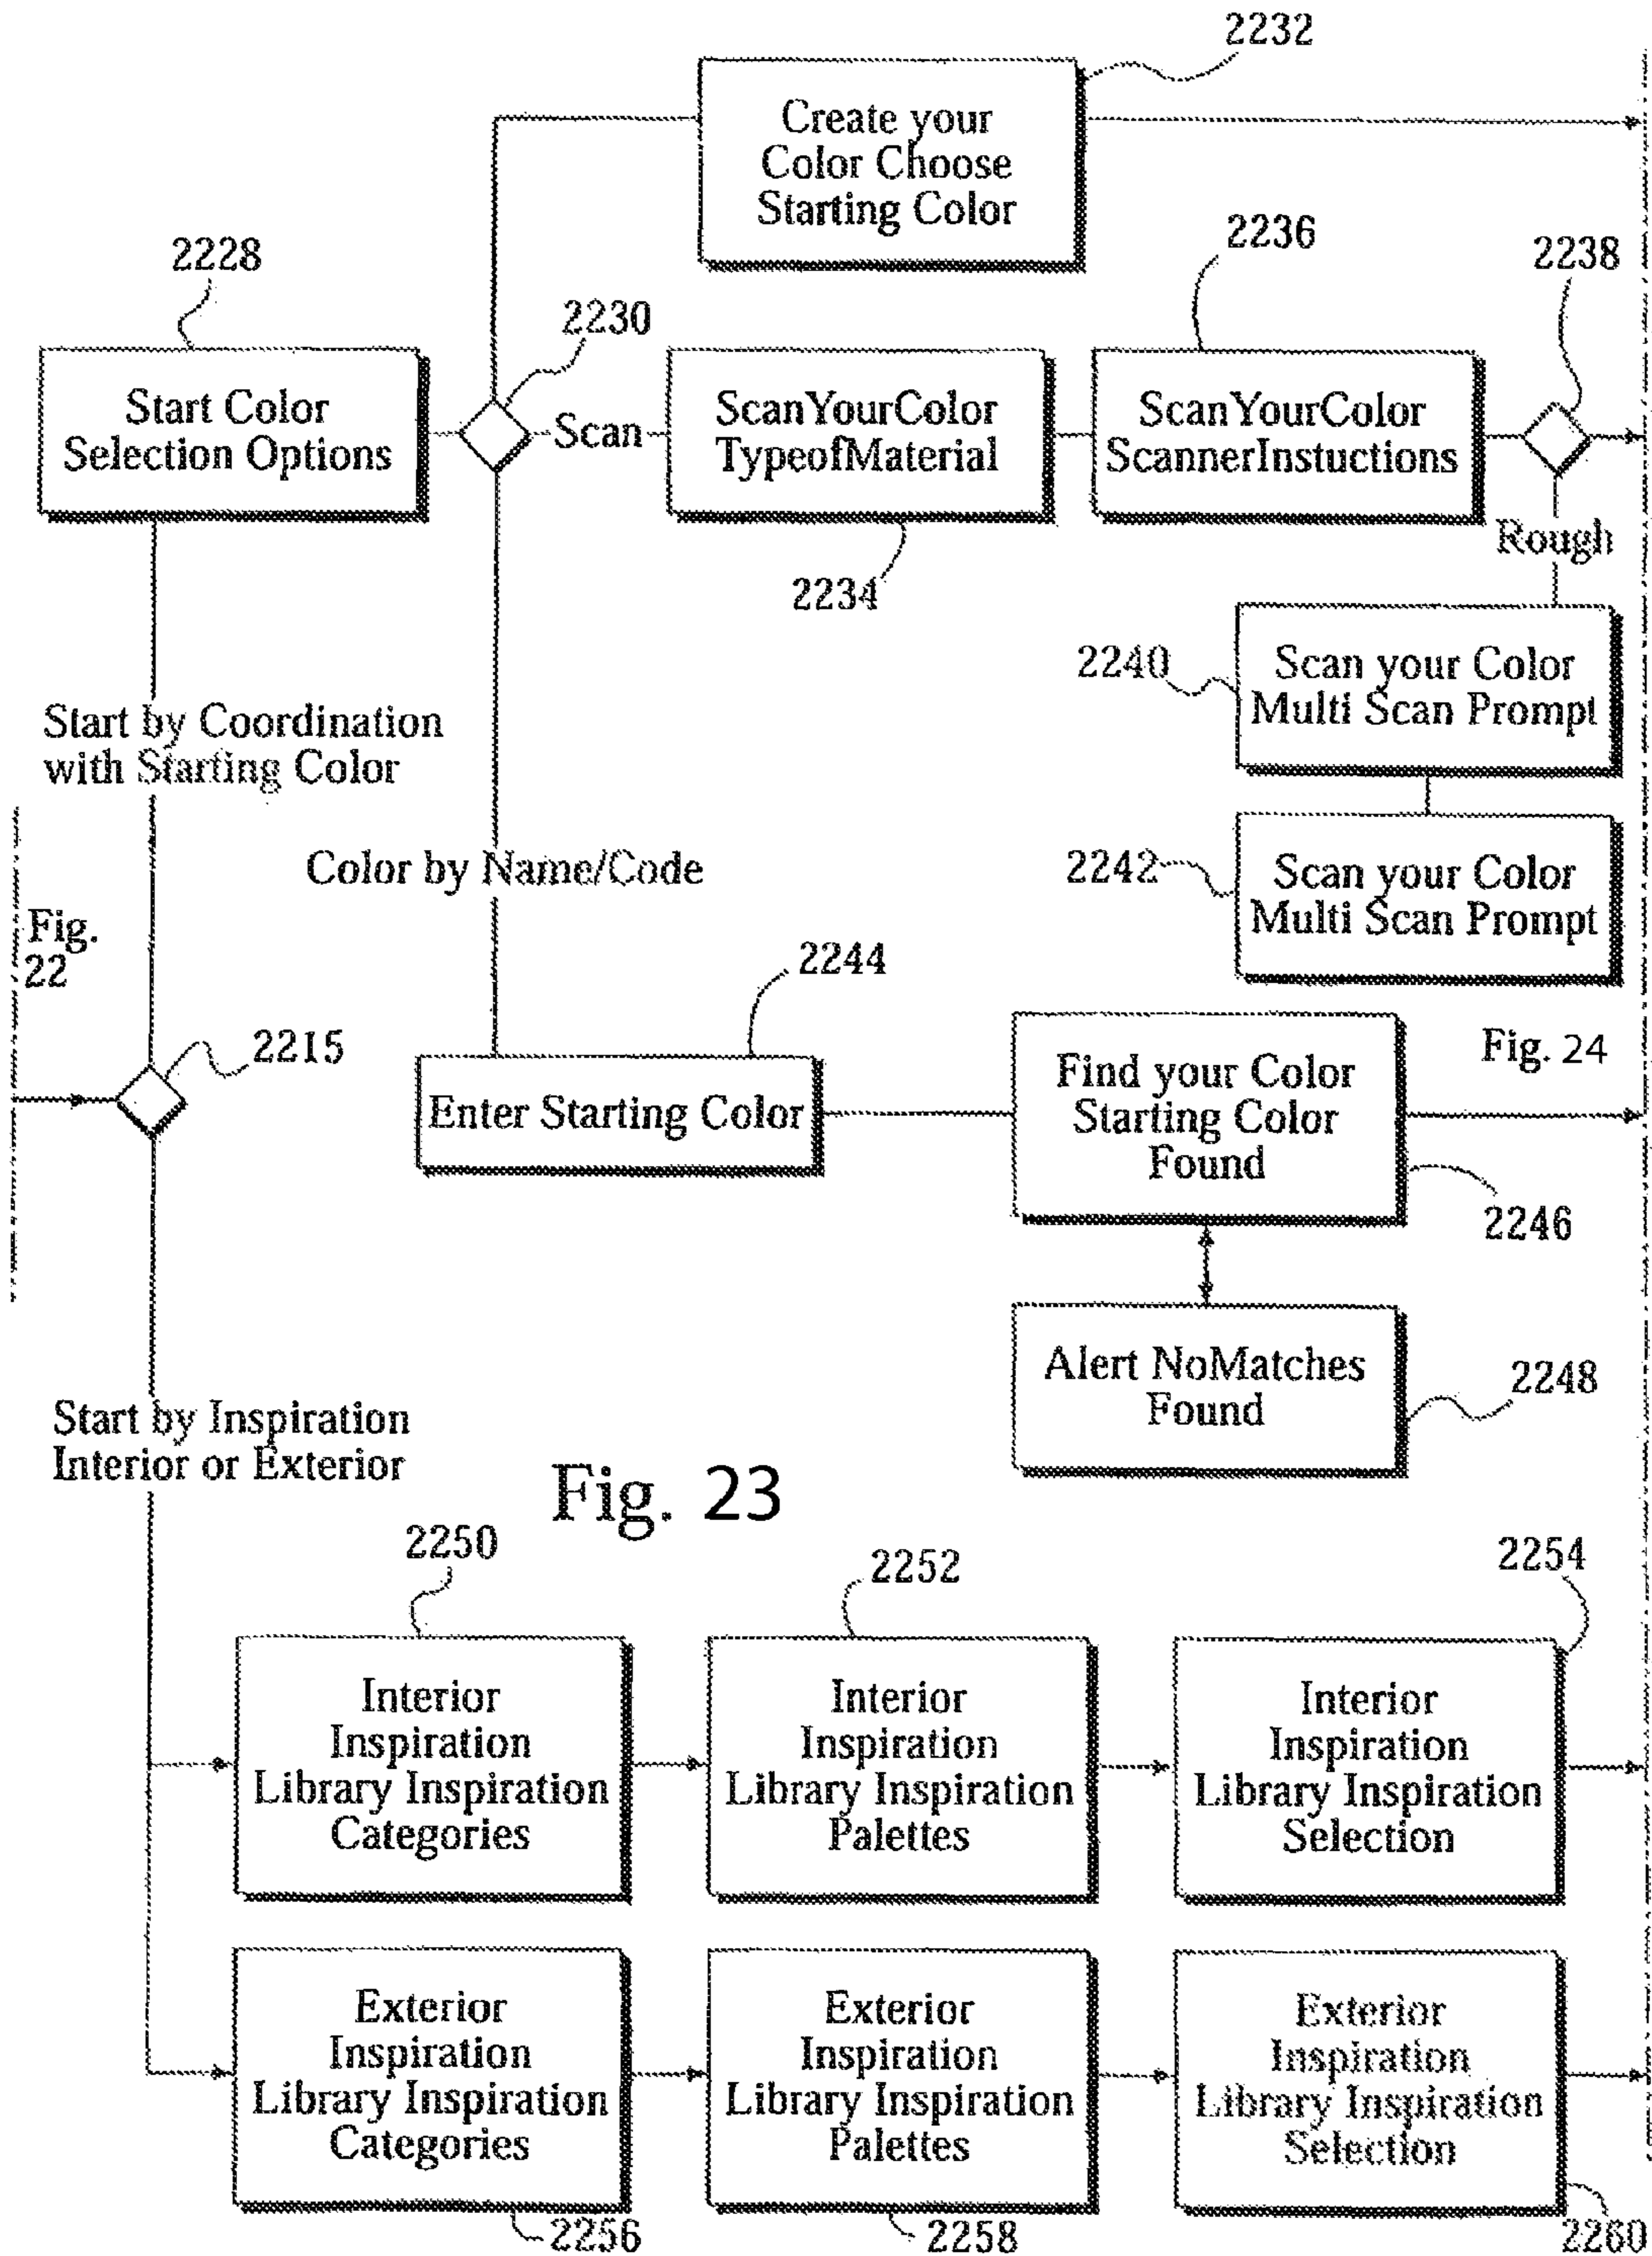 2232
Create your
Color Choose
Starting Color
2228
2236
2238
2230
Start Color
Selection Options
Scan
ScanYourColor
TypeofMaterial
ScanYourColor
ScannerInstuctions
Rough
2234
2240
Scan your Color
Multi Scan Prompt
Start by Coordination
with Starting Color
2242
Scan your Color
Multi Scan Prompt
Color by Name/Code
Fig.
22
2244
2215
Enter Starting Color
Find your Color
Starting Color
Found
Fig. 24
2246
Alert NoMatches
Found
2248
Start by Inspiration
Interior or Exterior
Fig. 23
2250
2252
2254
Interior
Inspiration
Library Inspiration
Categories
Interior
Inspiration
Library Inspiration
Palettes
Interior
Inspiration
Library Inspiration
Selection
Exterior
Inspiration
Library Inspiration
Categories
Exterior
Inspiration
Library Inspiration
Palettes
Exterior
Inspiration
Library Inspiration
Selection
2256
2258
2260